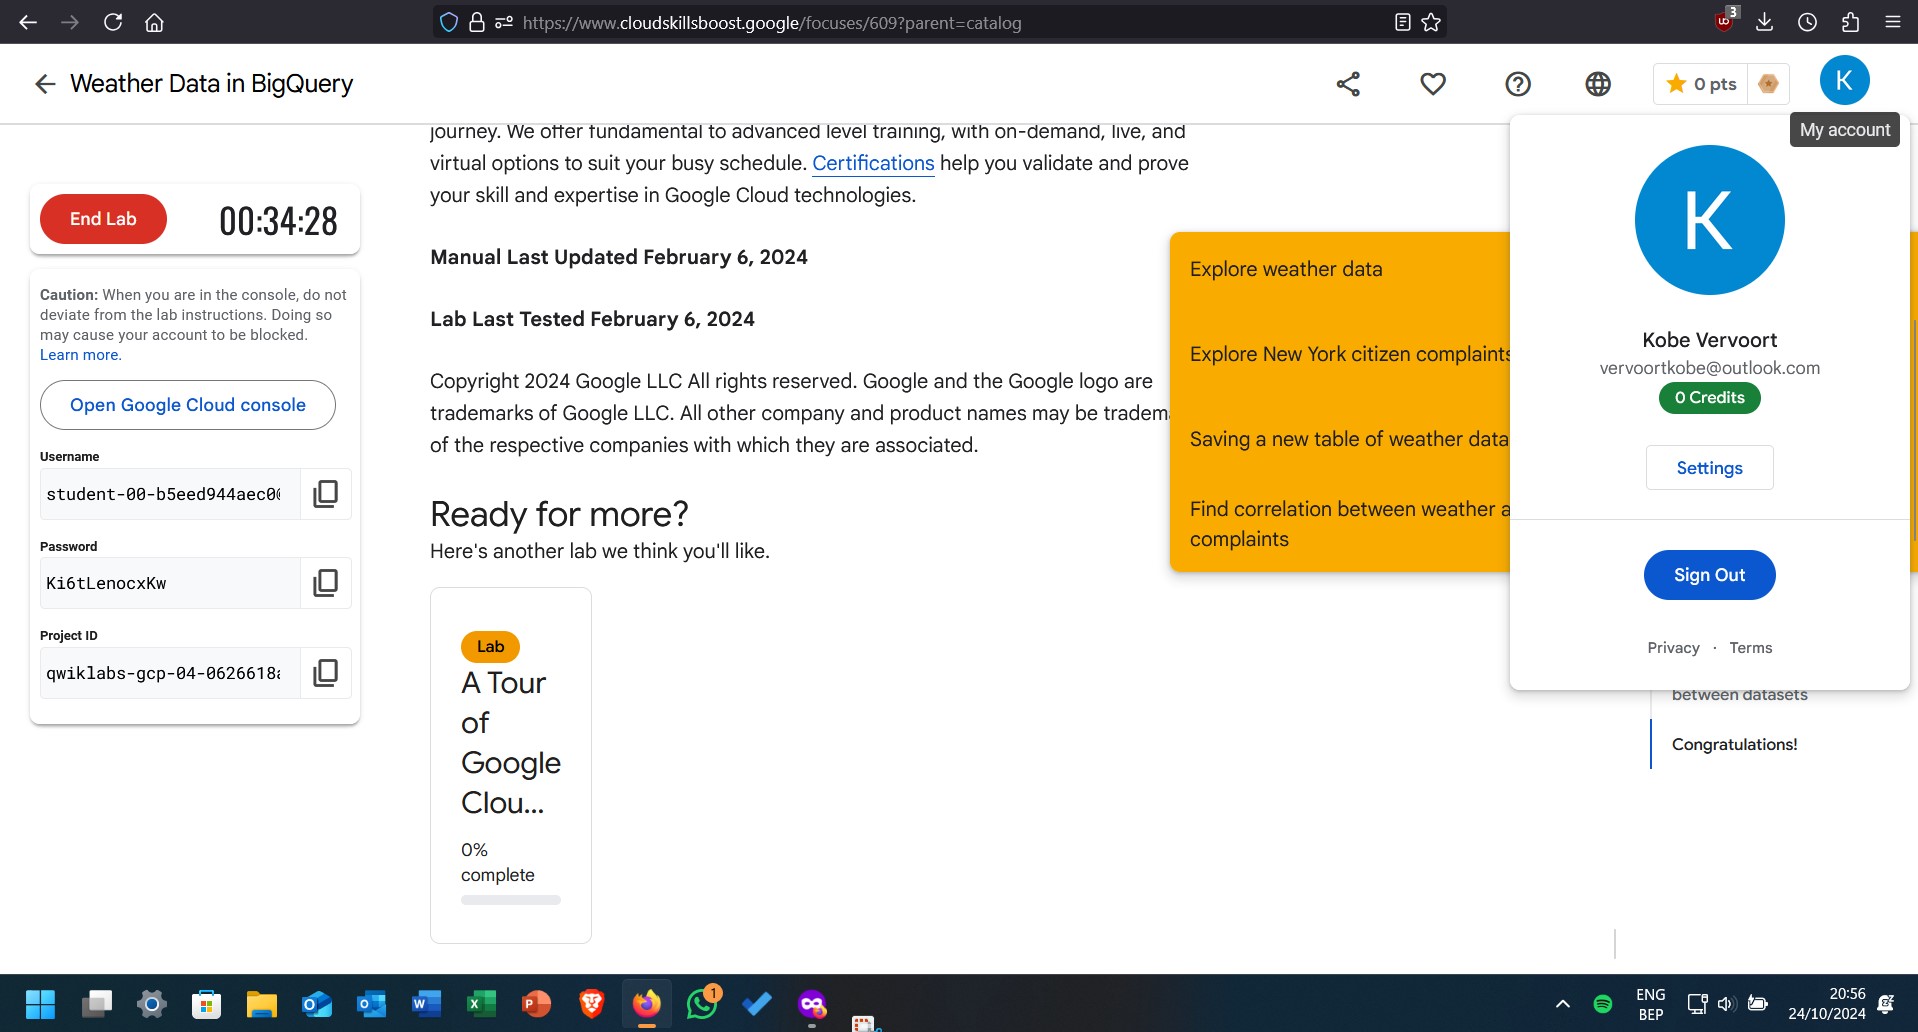 https://www.cloudskillsboost.google/focuses/609?parent=catalog
3
Weather Data in BigQuery
0 pts
K
My account
End Lab
00:34:28
Caution: When you are in the console, do not
deviate from the lab instructions. Doing so
may cause your account to be blocked.
Learn more.
Open Google Cloud console
Username
student-00-b5eed944aec0
Password
Ki6tLenocxKw
Project ID
qwiklabs-gcp-04-0626618
journey. We offer fundamental to advanced level training, with on-demand, live, and
virtual options to suit your busy schedule. Certifications help you validate and prove
your skill and expertise in Google Cloud technologies.
Manual Last Updated February 6, 2024
Lab Last Tested February 6, 2024
Copyright 2024 Google LLC All rights reserved. Google and the Google logo are
trademarks of Google LLC. All other company and product names may be tradema
of the respective companies with which they are associated.
Ready for more?
Here's another lab we think you'll like.
Lab
A Tour
of
Google
Clou...
0%
complete
Explore weather data
Explore New York citizen complaints
Saving a new table of weather data
Find correlation between weather a
complaints
K
Kobe Vervoort
vervoortkobe@outlook.com
0 Credits
Settings
Sign Out
Privacy · Terms
between datasets
Congratulations!
1
ENG
BEP
20:56
24/10/2024